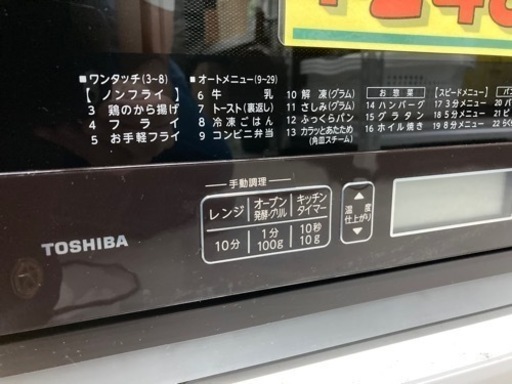 ■ワンタッチ(3~8)
【ノンフライ】
3 鶏のから揚げ
4 フライ
5 お手軽フライ
■オートメニュー(9~29)
6 牛乳
7 トースト(裏返し)
8 冷凍ごはん
9 コンビニ弁当
10 解凍(グラム)
11 さしみ(グラム)
12 ふっくらパン
13 カラッとあたため
(角皿スチーム)
お惣菜
14 ハンバーグ
15 グラタン
16 ホイル焼き
【スピードメニュー】
17 3分メニュー
18 5分メニュー
19 8分メニュー
手動調理
レンジ
オーブン
発酵・グリル
キッチン
タイマー
10分
1分
100g
10秒
10g
▲
温度
仕上がり
▼
TOSHIBA